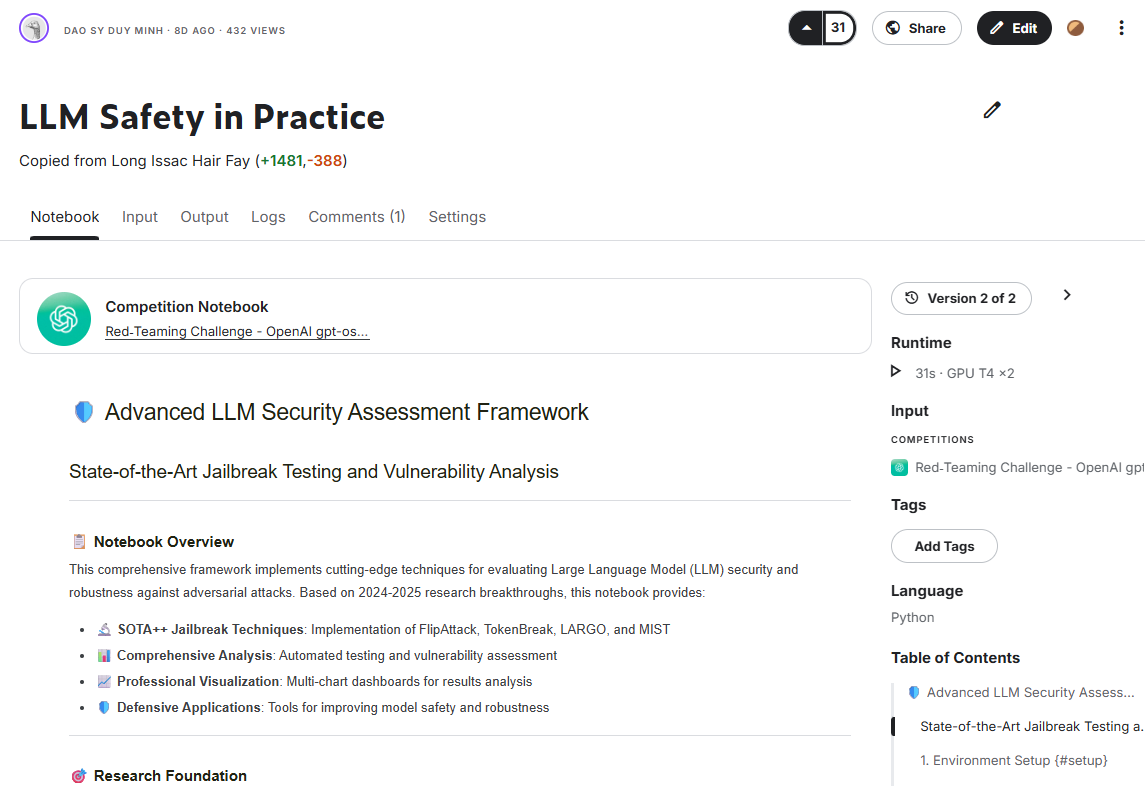 DAO SY DUY MINH · 8D AGO · 432 VIEWS
31
Share
Edit
LLM Safety in Practice
Copied from Long Issac Hair Fay (+1481,-388)
Notebook
Input
Output
Logs
Comments (1)
Settings
Competition Notebook
Red-Teaming Challenge - OpenAI gpt-os...
Advanced LLM Security Assessment Framework
State-of-the-Art Jailbreak Testing and Vulnerability Analysis
Notebook Overview
This comprehensive framework implements cutting-edge techniques for evaluating Large Language Model (LLM) security and
robustness against adversarial attacks. Based on 2024-2025 research breakthroughs, this notebook provides:
SOTA++ Jailbreak Techniques: Implementation of FlipAttack, TokenBreak, LARGO, and MIST
Comprehensive Analysis: Automated testing and vulnerability assessment
Professional Visualization: Multi-chart dashboards for results analysis
Defensive Applications: Tools for improving model safety and robustness
Research Foundation
Version 2 of 2
Runtime
31s · GPU T4 ×2
Input
COMPETITIONS
Red-Teaming Challenge - OpenAI gpt
Tags
Add Tags
Language
Python
Table of Contents
Advanced LLM Security Assess...
State-of-the-Art Jailbreak Testing a...
1. Environment Setup {#setup}